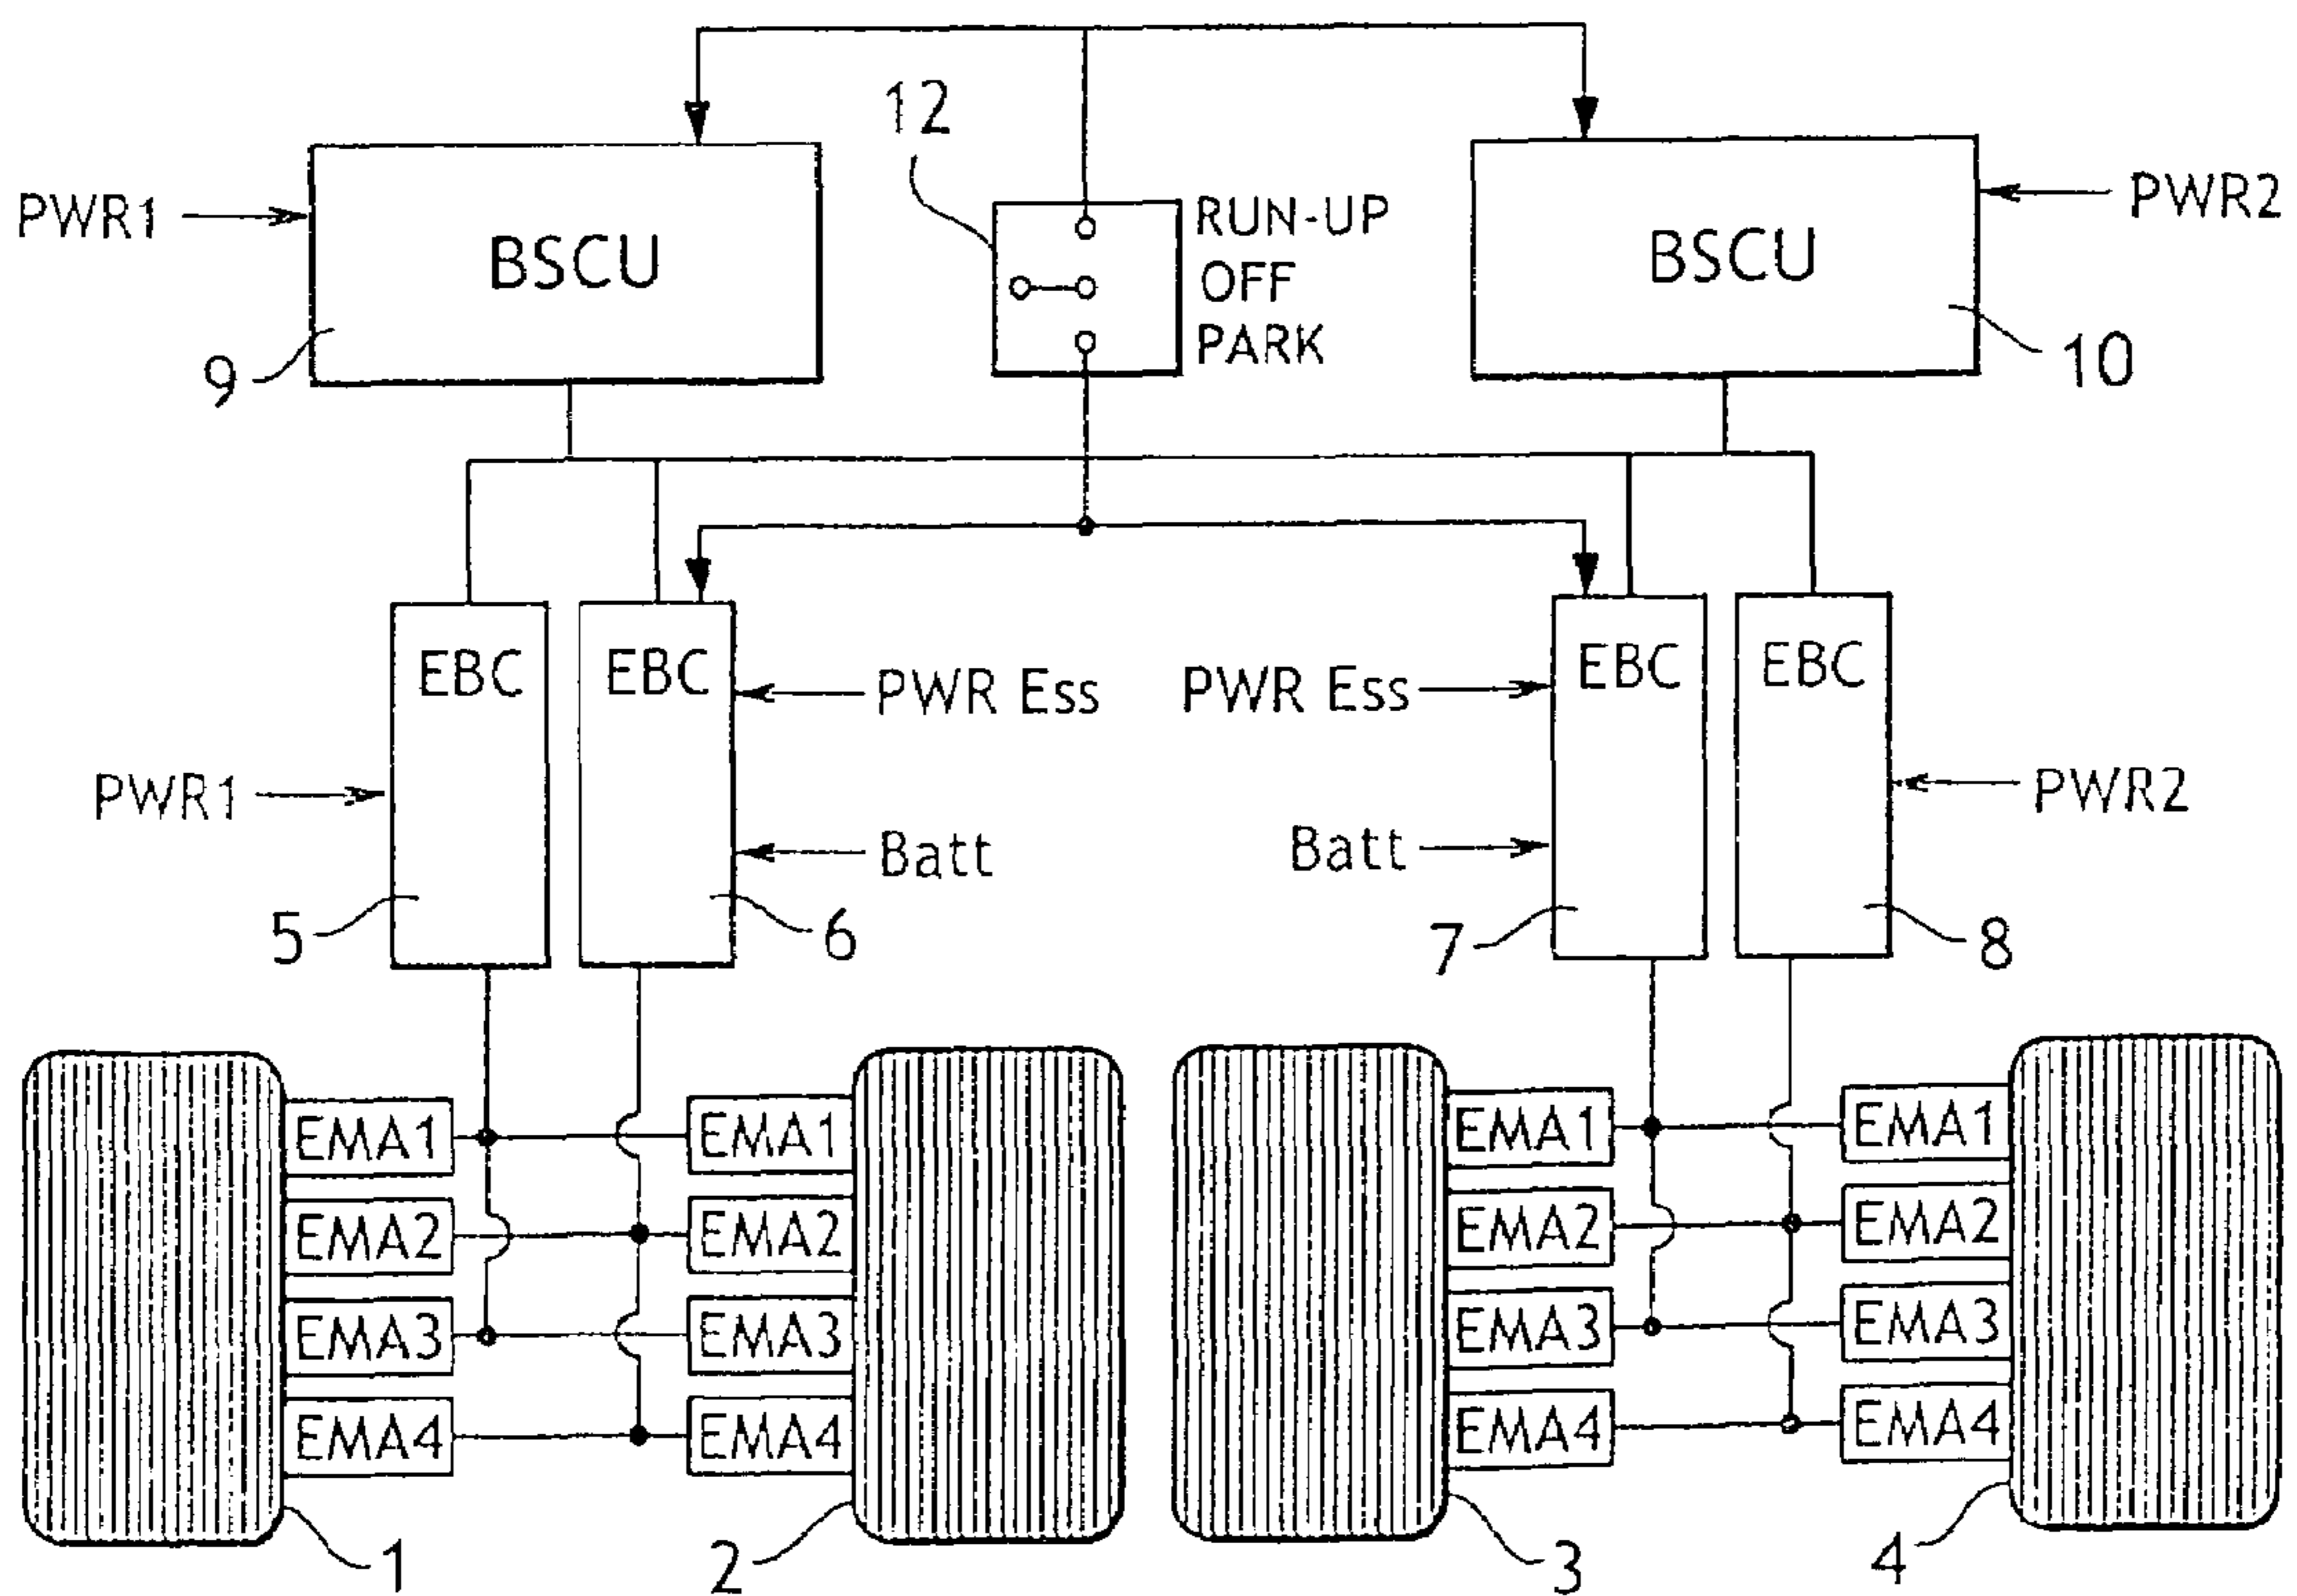 12
PWR1
BSCU
RUN-UP
OFF
PARK
BSCU
PWR2
9
10
EBC
EBC
PWR Ess
PWR Ess
EBC
EBC
PWR1
PWR2
Batt
Batt
5
6
7
8
EMA1
EMA1
EMA1
EMA1
EMA2
EMA2
EMA2
EMA2
EMA3
EMA3
EMA3
EMA3
EMA4
EMA4
EMA4
EMA4
1
2
3
4